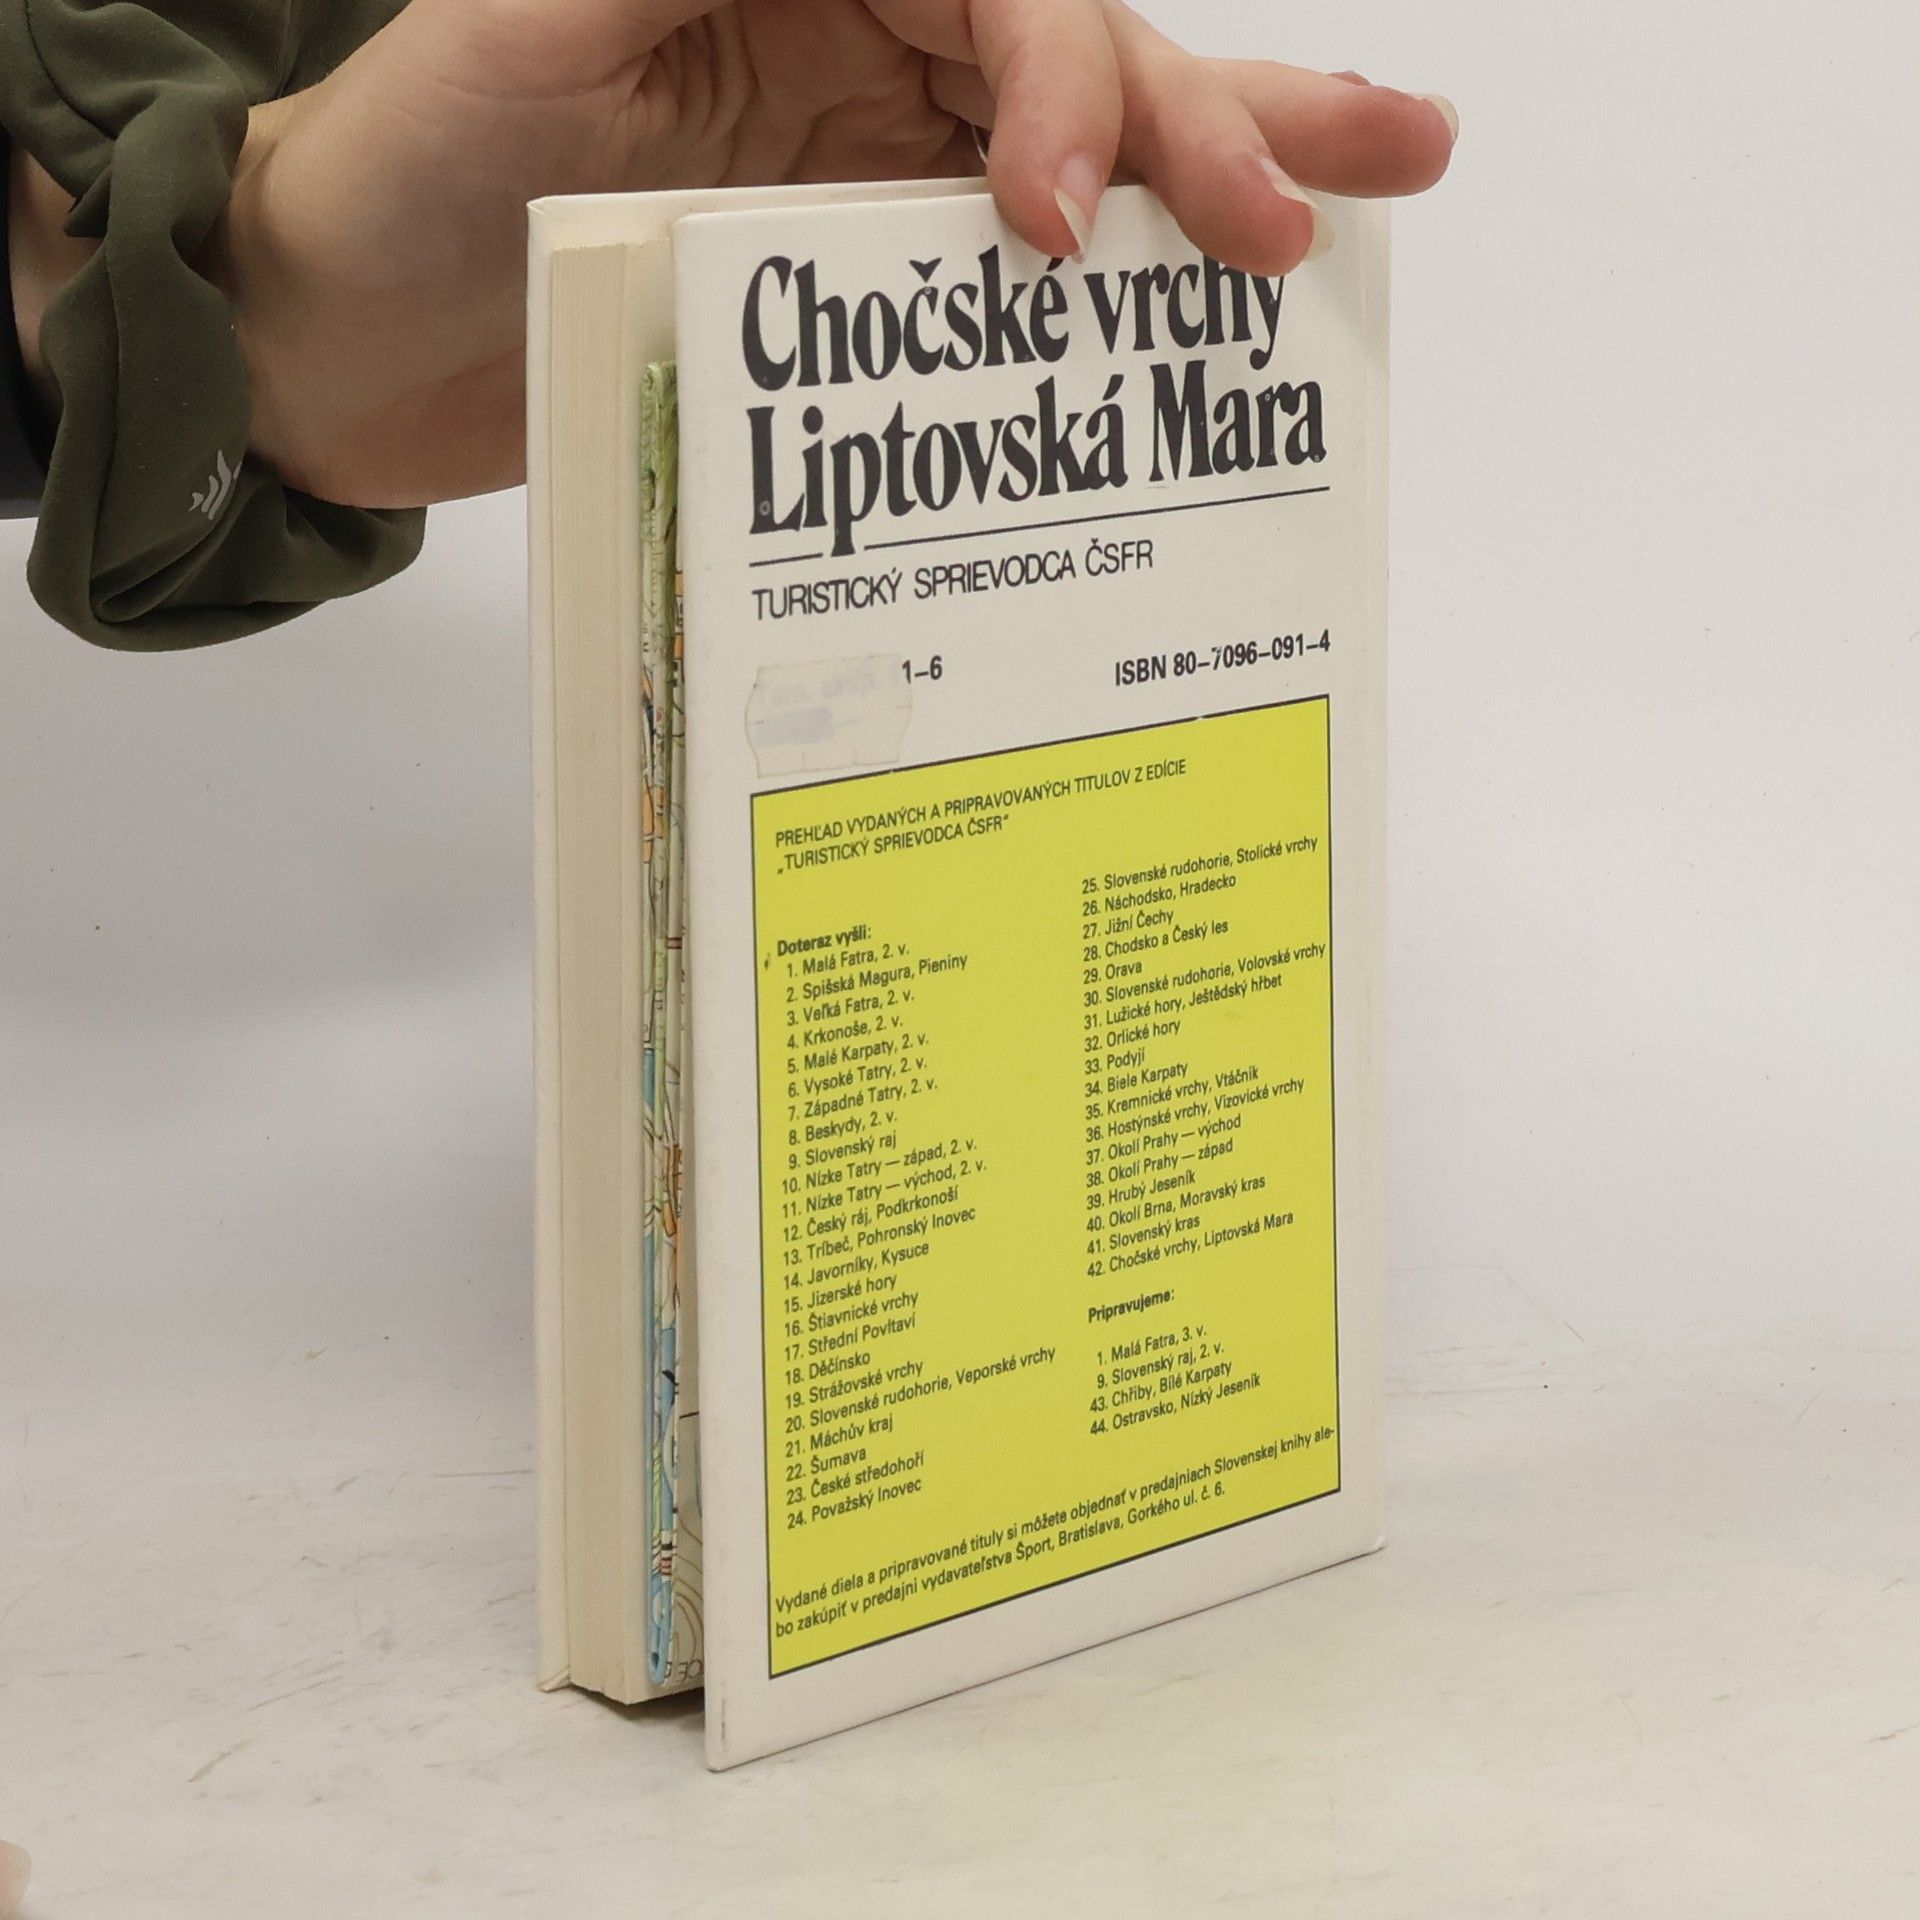 Chočské vrchy
Liptovská Mara
TURISTICKÝ SPRIEVODCA ČSFR
1–6
ISBN 80–7096–091–4
PREHĽAD VYDANÝCH A PRIPRAVOVANÝCH TITULOV Z EDÍCIE
„TURISTICKÝ SPRIEVODCA ČSFR“
Doteraz vyšli:
1. Malá Fatra, 2. v.
2. Spišská Magura, Pieniny
3. Veľká Fatra, 2. v.
4. Krkonoše, 2. v.
5. Malé Karpaty, 2. v.
6. Vysoké Tatry, 2. v.
7. Západné Tatry, 2. v.
8. Beskydy, 2. v.
9. Slovenský raj
10. Nízke Tatry — západ, 2. v.
11. Nízke Tatry — východ, 2. v.
12. Český ráj, Podkrkonoší
13. Tríbeč, Pohronský Inovec
14. Javorníky, Kysuce
15. Jizerské hory
16. Štiavnické vrchy
17. Střední Povltaví
18. Děčínsko
19. Strážovské vrchy
20. Slovenské rudohorie, Veporské vrchy
21. Máchův kraj
22. Šumava
23. České středohoří
24. Považský Inovec
25. Slovenské rudohorie, Stolické vrchy
26. Náchodsko, Hradecko
27. Jižní Čechy
28. Chodsko a Český les
29. Orava
30. Slovenské rudohorie, Volovské vrchy
31. Lužické hory, Ještědský hřbet
32. Orlické hory
33. Podyjí
34. Biele Karpaty
35. Kremnické vrchy, Vtáčnik
36. Hostýnské vrchy, Vizovické vrchy
37. Okolí Prahy — východ
38. Okolí Prahy — západ
39. Hrubý Jeseník
40. Okolí Brna, Moravský kras
41. Slovenský kras
42. Chočské vrchy, Liptovská Mara
Pripravujeme:
1. Malá Fatra, 3. v.
9. Slovenský raj, 2. v.
43. Chřiby, Bílé Karpaty
44. Ostravsko, Nízký Jeseník
Vydané diela a pripravované tituly si môžete objednať v predajniach Slovenskej knihy ale-
bo zakúpiť v predajni vydavateľstva Šport, Bratislava, Gorkého ul. č. 6.